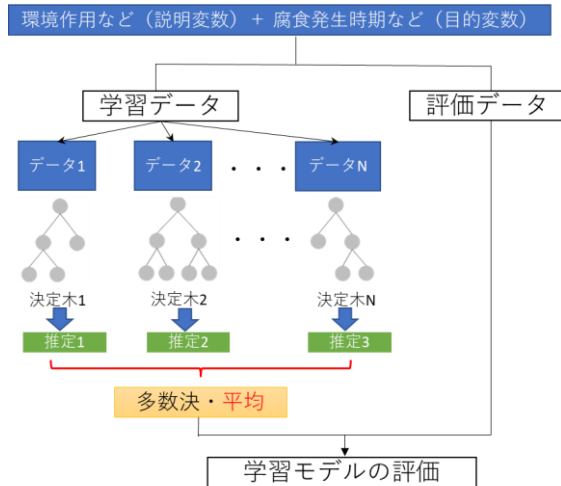 環境作用など（説明変数）+ 腐食発生時期など（目的変数）
学習データ
評価データ
データ1
データ2
・・・
データN
・・・
決定木1
決定木2
決定木N
推定1
推定2
推定3
多数決・平均
学習モデルの評価